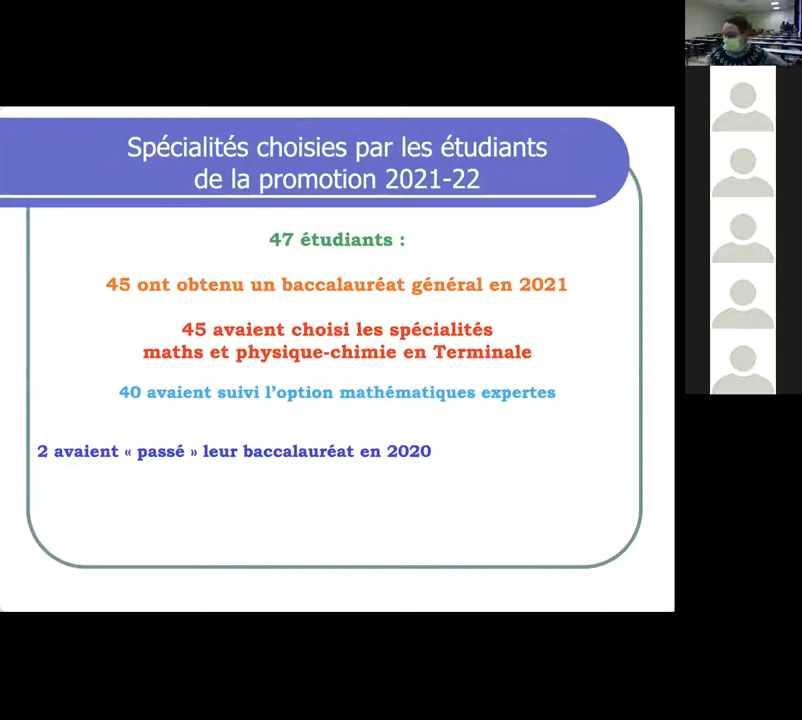 Spécialités choisies par les étudiants
de la promotion 2021-22
47 étudiants :
45 ont obtenu un baccalauréat général en 2021
45 avaient choisi les spécialités
maths et physique-chimie en Terminale
40 avaient suivi l’option mathématiques expertes
2 avaient « passé » leur baccalauréat en 2020